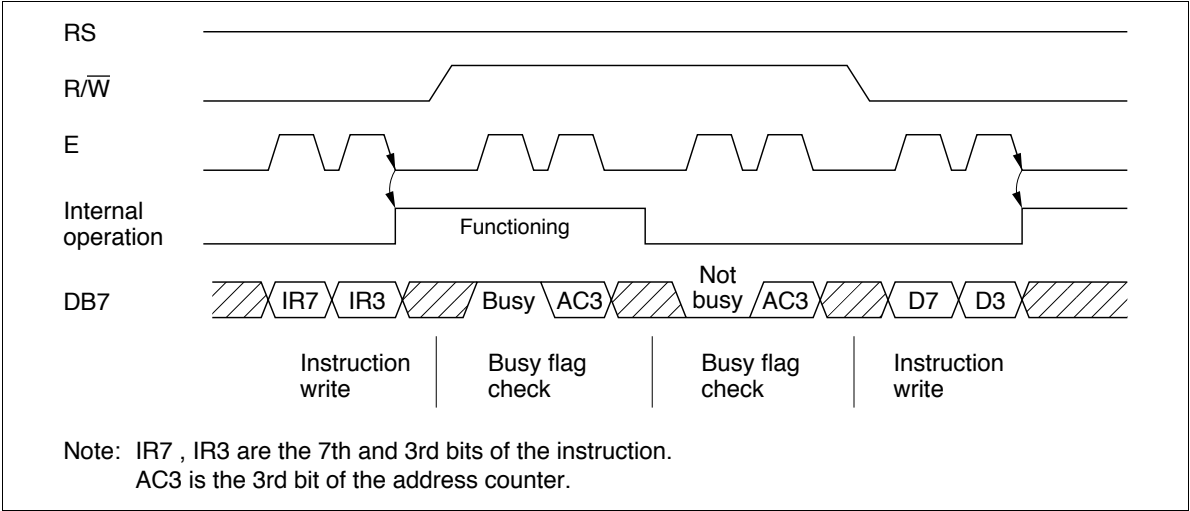 RS
R/W̅
E
Internal
operation
Functioning
DB7
IR7 IR3 Busy AC3 Not
busy AC3 D7 D3
Instruction
write
Busy flag
check
Busy flag
check
Instruction
write
Note: IR7 , IR3 are the 7th and 3rd bits of the instruction.
AC3 is the 3rd bit of the address counter.